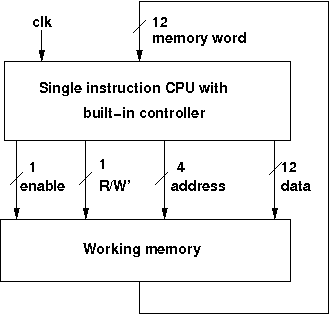 clk
12
memory word
Single instruction CPU with
built−in controller
1
enable
1
R/W'
4
address
12
data
Working memory